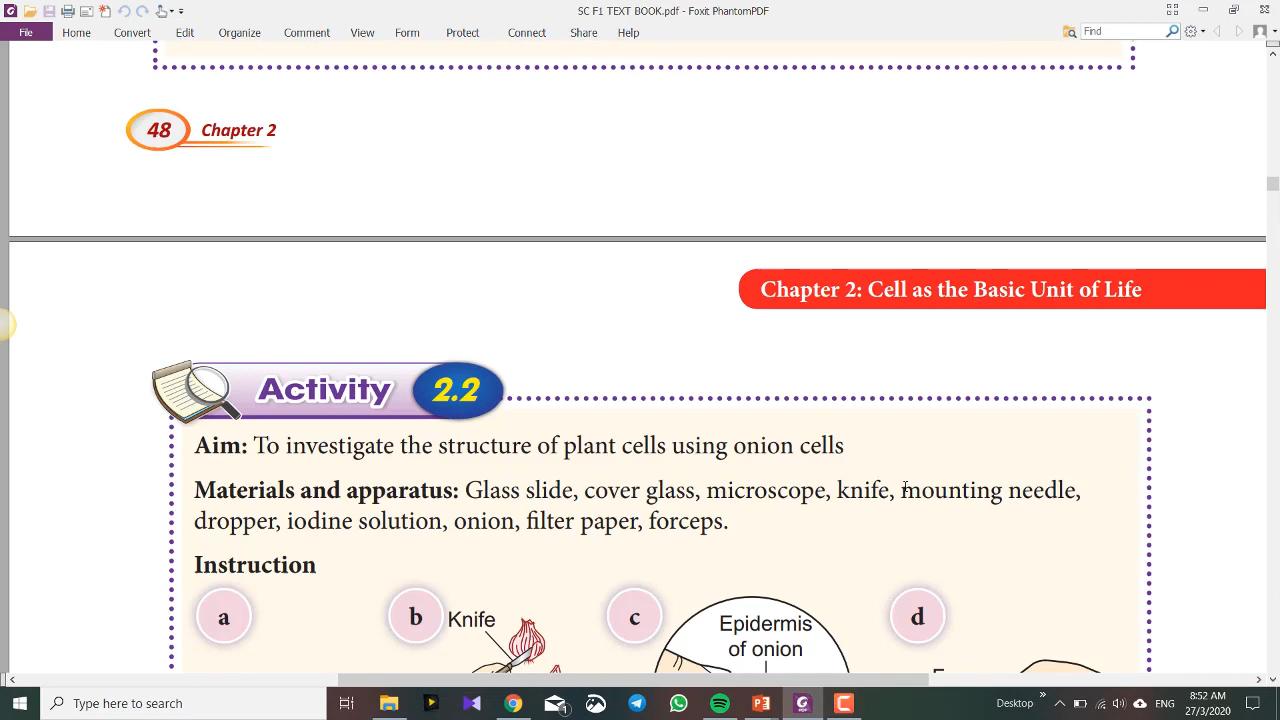 SC F1 TEXT BOOK.pdf - Foxit PhantomPDF
File Home Convert Edit Organize Comment View Form Protect Connect Share Help Find
48 Chapter 2
Chapter 2: Cell as the Basic Unit of Life
Activity 2.2
Aim: To investigate the structure of plant cells using onion cells
Materials and apparatus: Glass slide, cover glass, microscope, knife, mounting needle,
dropper, iodine solution, onion, filter paper, forceps.
Instruction
a b c d
Knife
Epidermis
of onion
Type here to search
Desktop
ENG
8:52 AM
27/3/2020